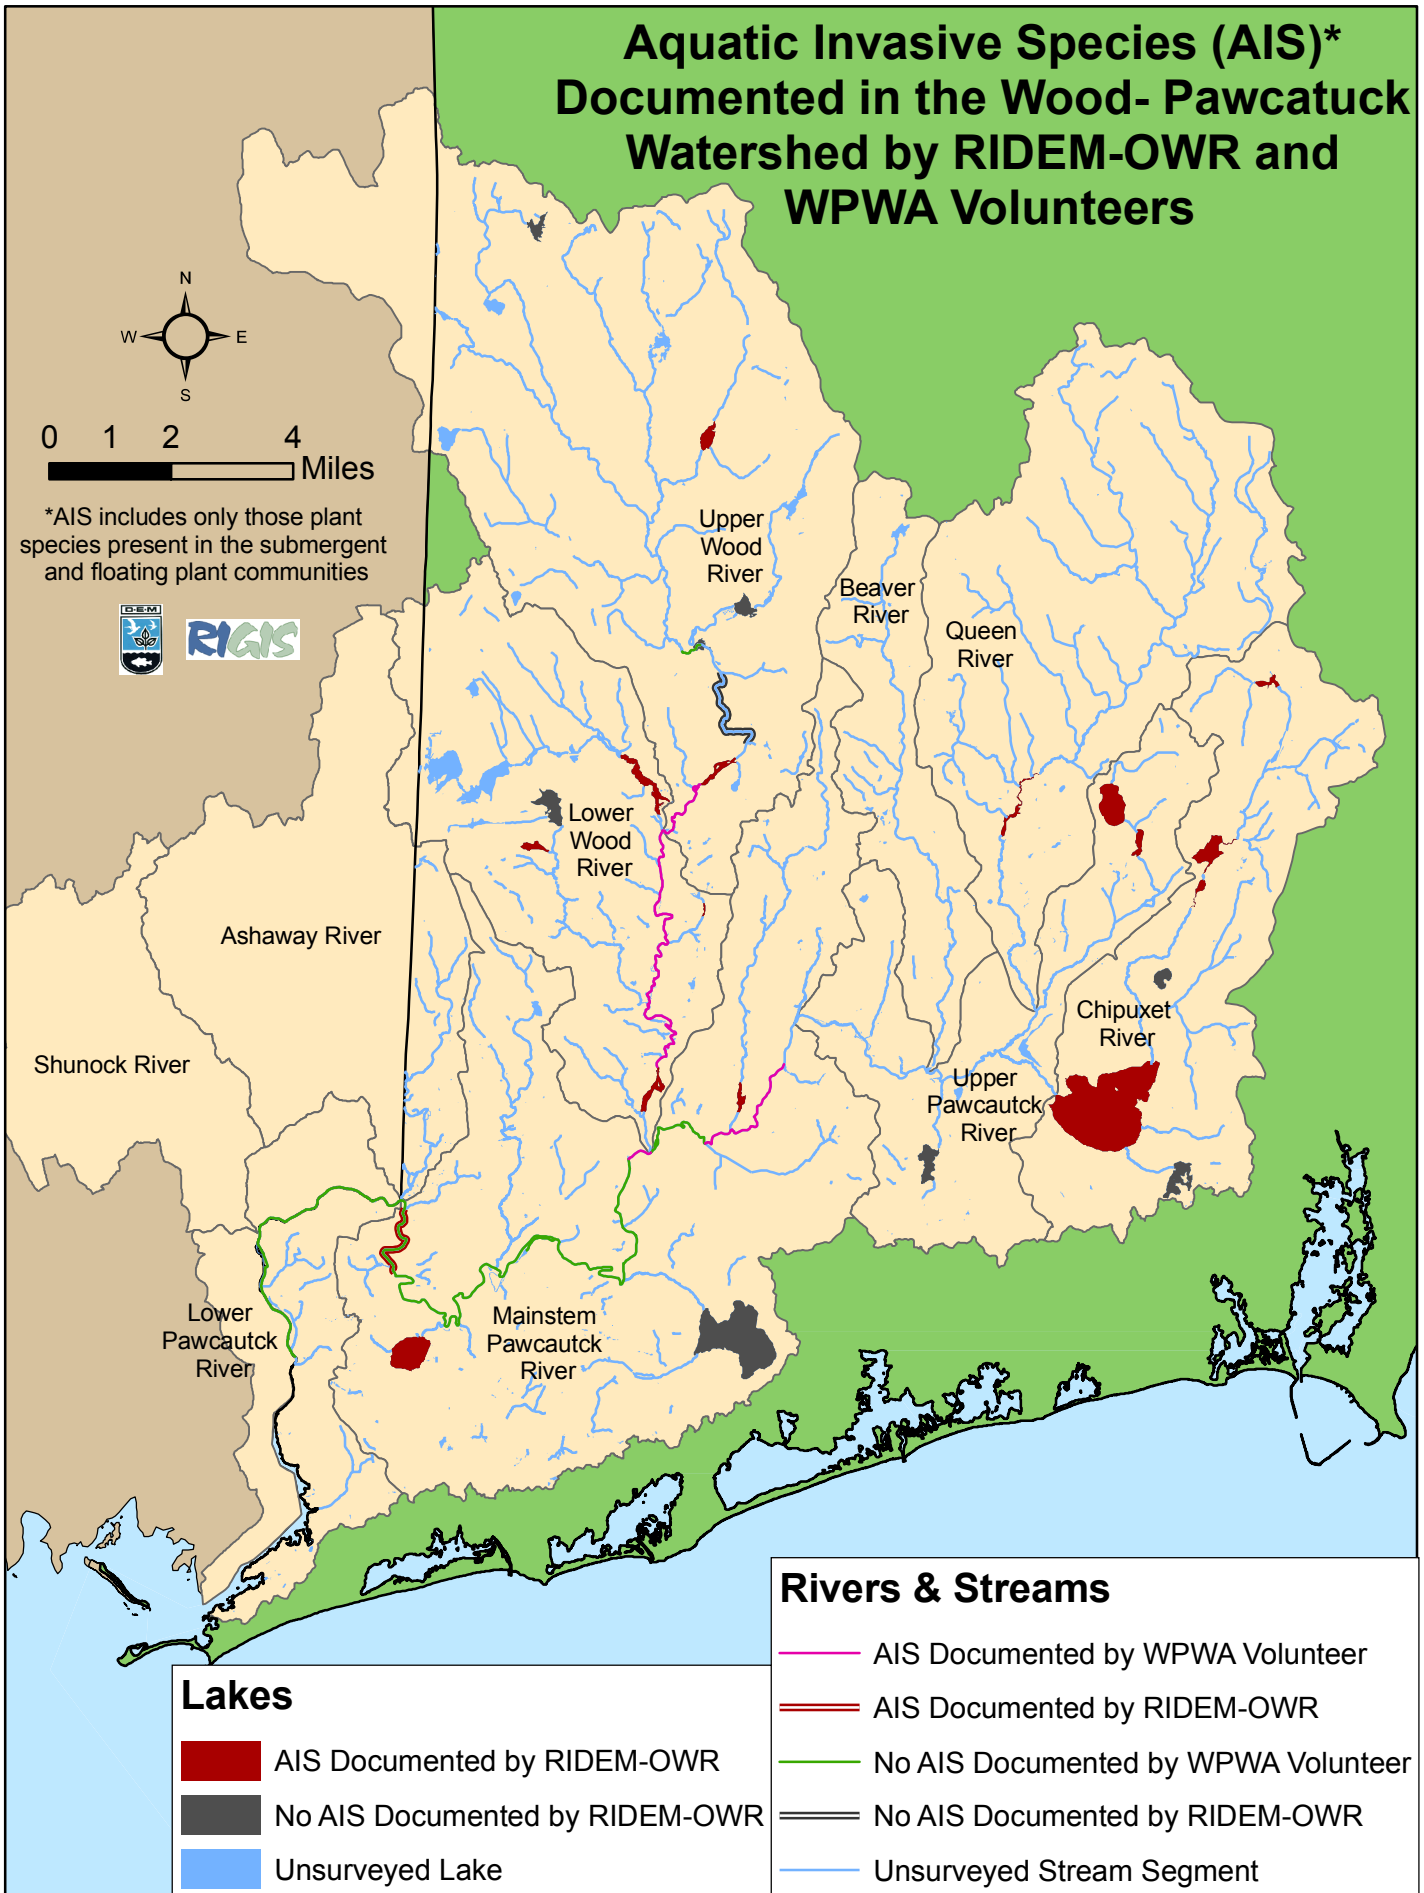 Aquatic Invasive Species (AIS)*
Documented in the Wood- Pawcatuck
Watershed by RIDEM-OWR and
WPWA Volunteers
N
W
E
S
0 1 2 4
Miles
*AIS includes only those plant
species present in the submergent
and floating plant communities
D·E·M
RIGIS
Upper
Wood
River
Beaver
River
Queen
River
Lower
Wood
River
Ashaway River
Chipuxet
River
Shunock River
Upper
Pawcautck
River
Lower
Pawcautck
River
Mainstem
Pawcautck
River
Lakes
AIS Documented by RIDEM-OWR
No AIS Documented by RIDEM-OWR
Unsurveyed Lake
Rivers & Streams
AIS Documented by WPWA Volunteer
AIS Documented by RIDEM-OWR
No AIS Documented by WPWA Volunteer
No AIS Documented by RIDEM-OWR
Unsurveyed Stream Segment